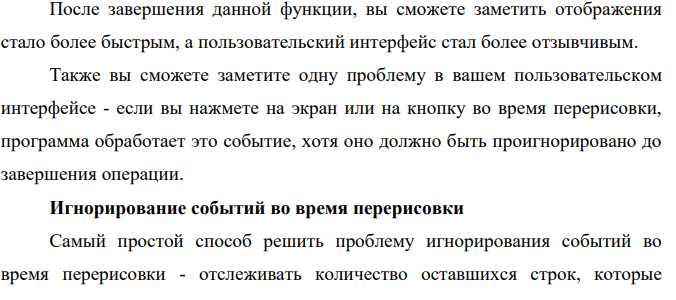 После завершения данной функции, вы сможете заметить отображения
стало более быстрым, а пользовательский интерфейс стал более отзывчивым.
Также вы сможете заметите одну проблему в вашем пользовательском
интерфейсе - если вы нажмете на экран или на кнопку во время перерисовки,
программа обработает это событие, хотя оно должно быть проигнорировано до
завершения операции.
Игнорирование событий во время перерисовки
Самый простой способ решить проблему игнорирования событий во
время перерисовки - отслеживать количество оставшихся строк, которые